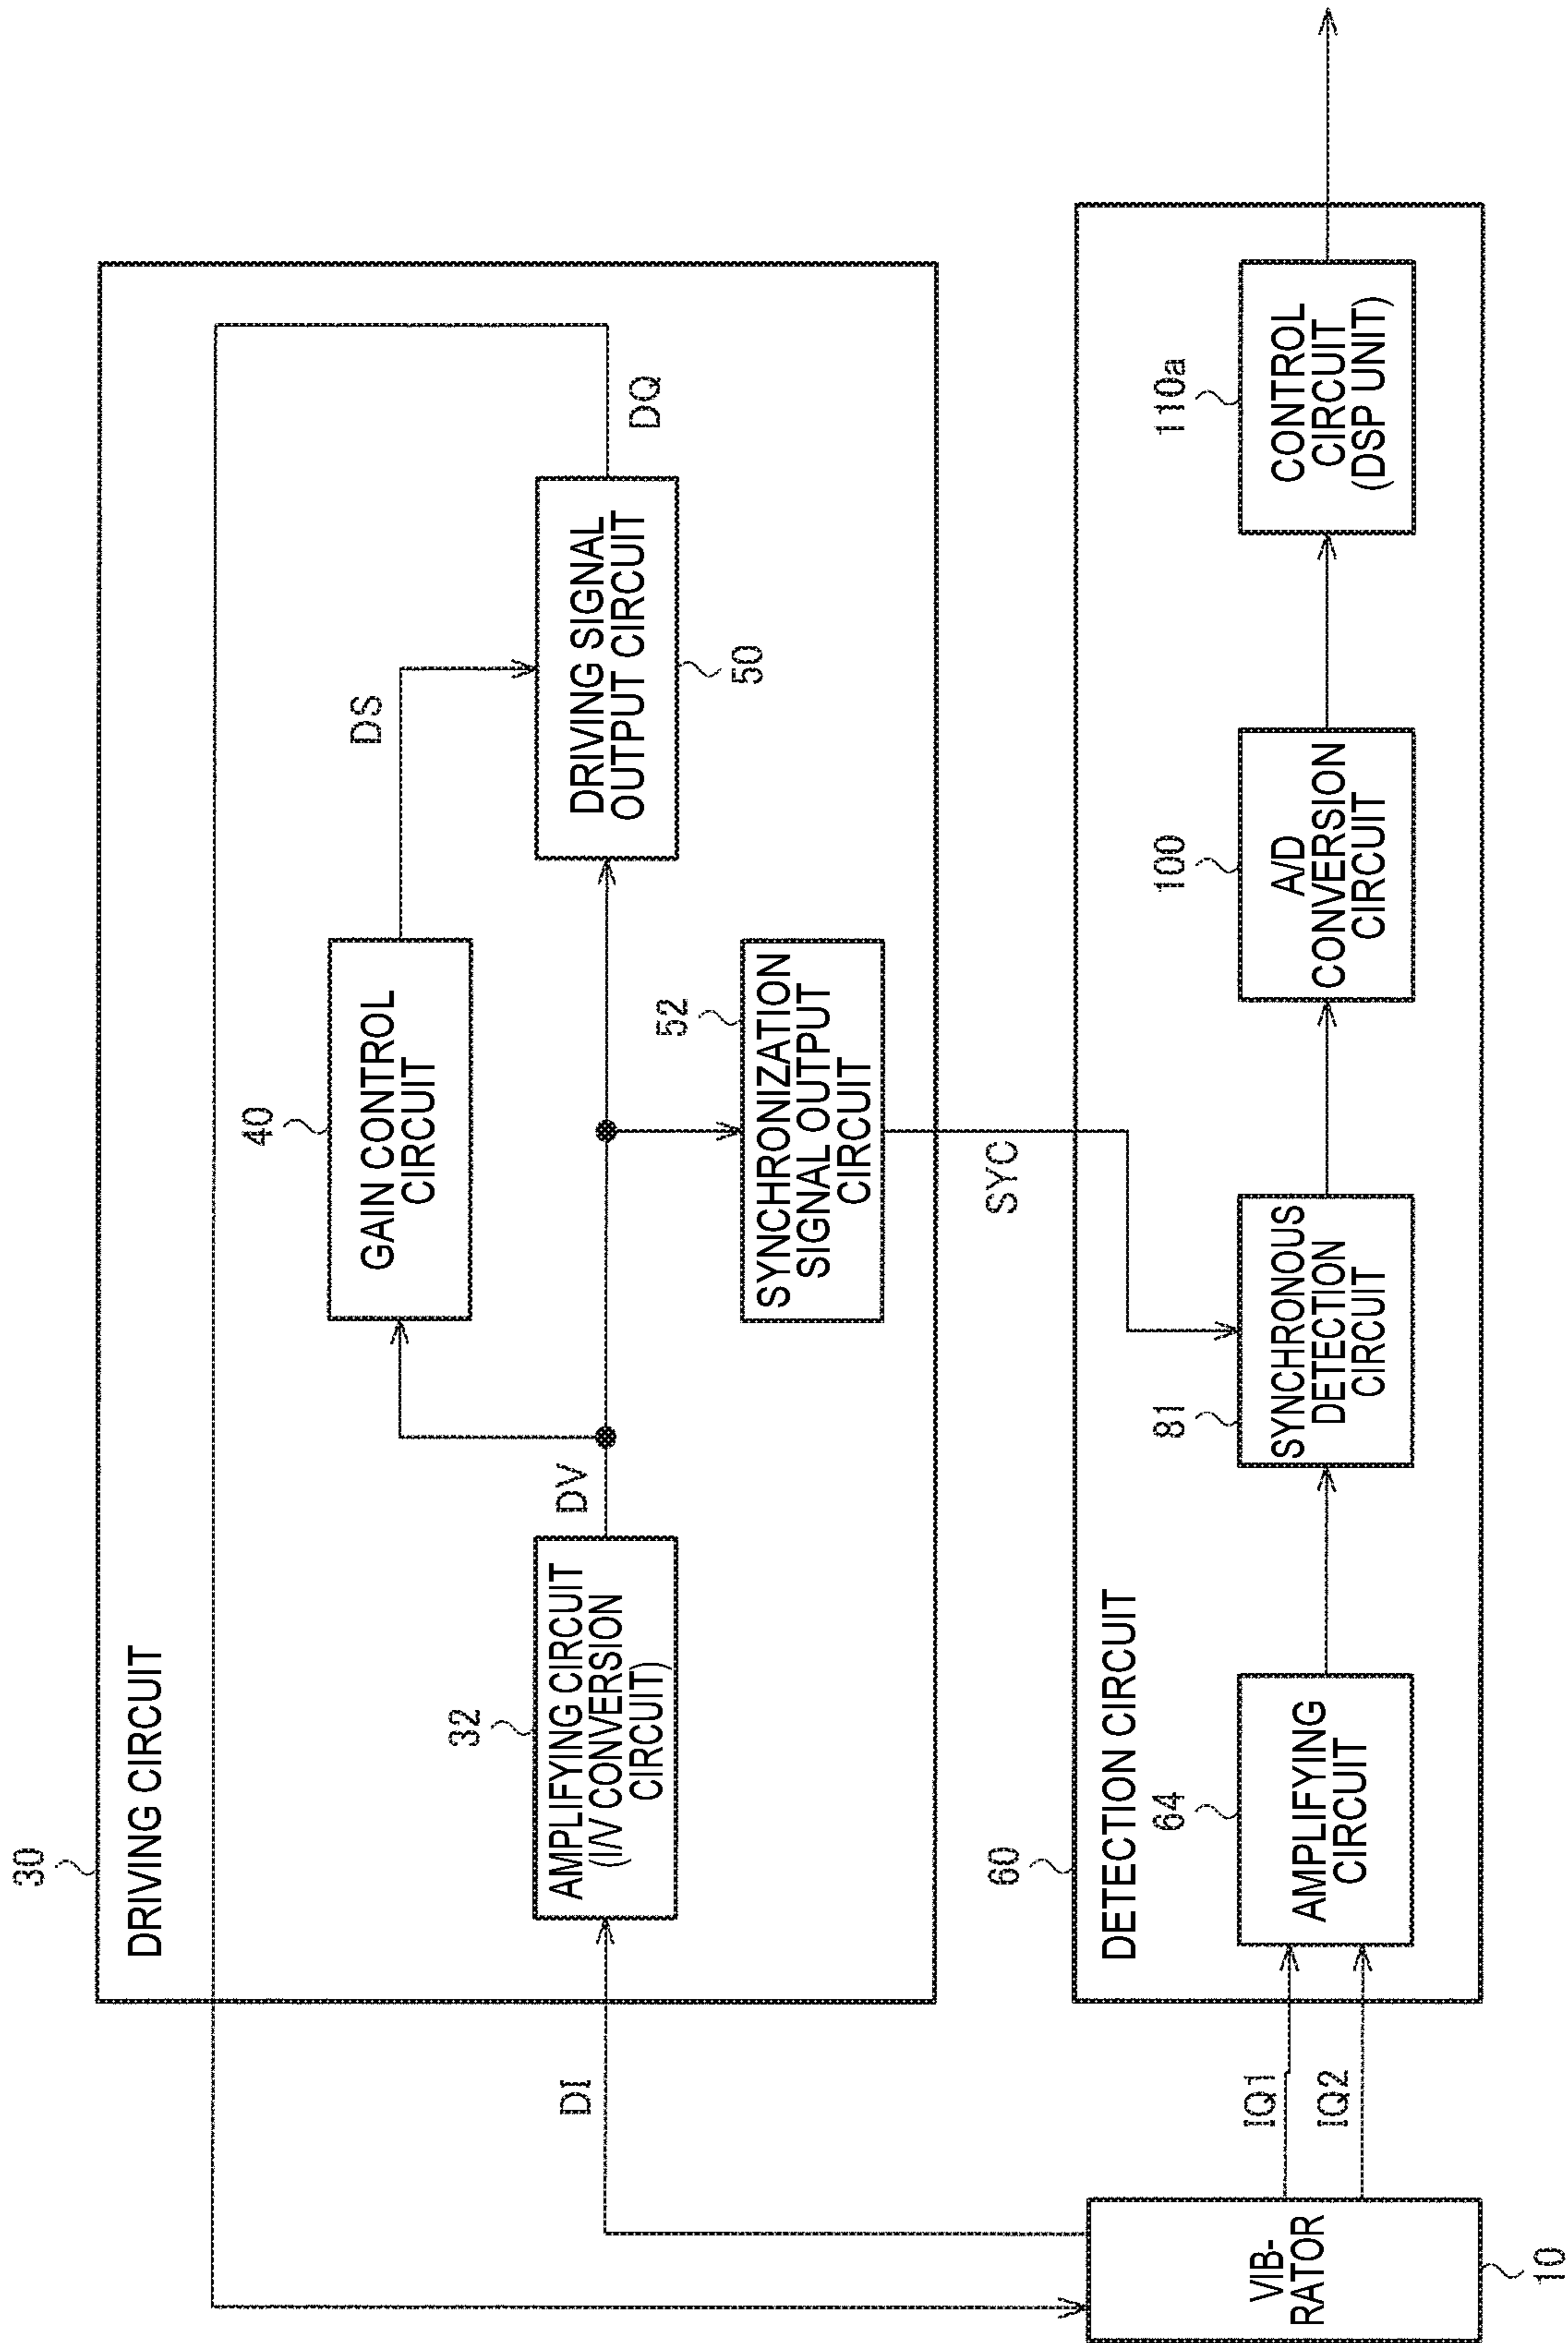 30
DRIVING CIRCUIT
40
GAIN CONTROL
CIRCUIT
DS
DI
32
AMPLIFYING CIRCUIT
(I/V CONVERSION
CIRCUIT)
DV
DRIVING SIGNAL
OUTPUT CIRCUIT
50
DQ
52
SYNCHRONIZATION
SIGNAL OUTPUT
CIRCUIT
SYC
60
DETECTION CIRCUIT
VIB-
RATOR
10
IQ1
IQ2
64
AMPLIFYING
CIRCUIT
81
SYNCHRONOUS
DETECTION
CIRCUIT
100
A/D
CONVERSION
CIRCUIT
110a
CONTROL
CIRCUIT
(DSP UNIT)